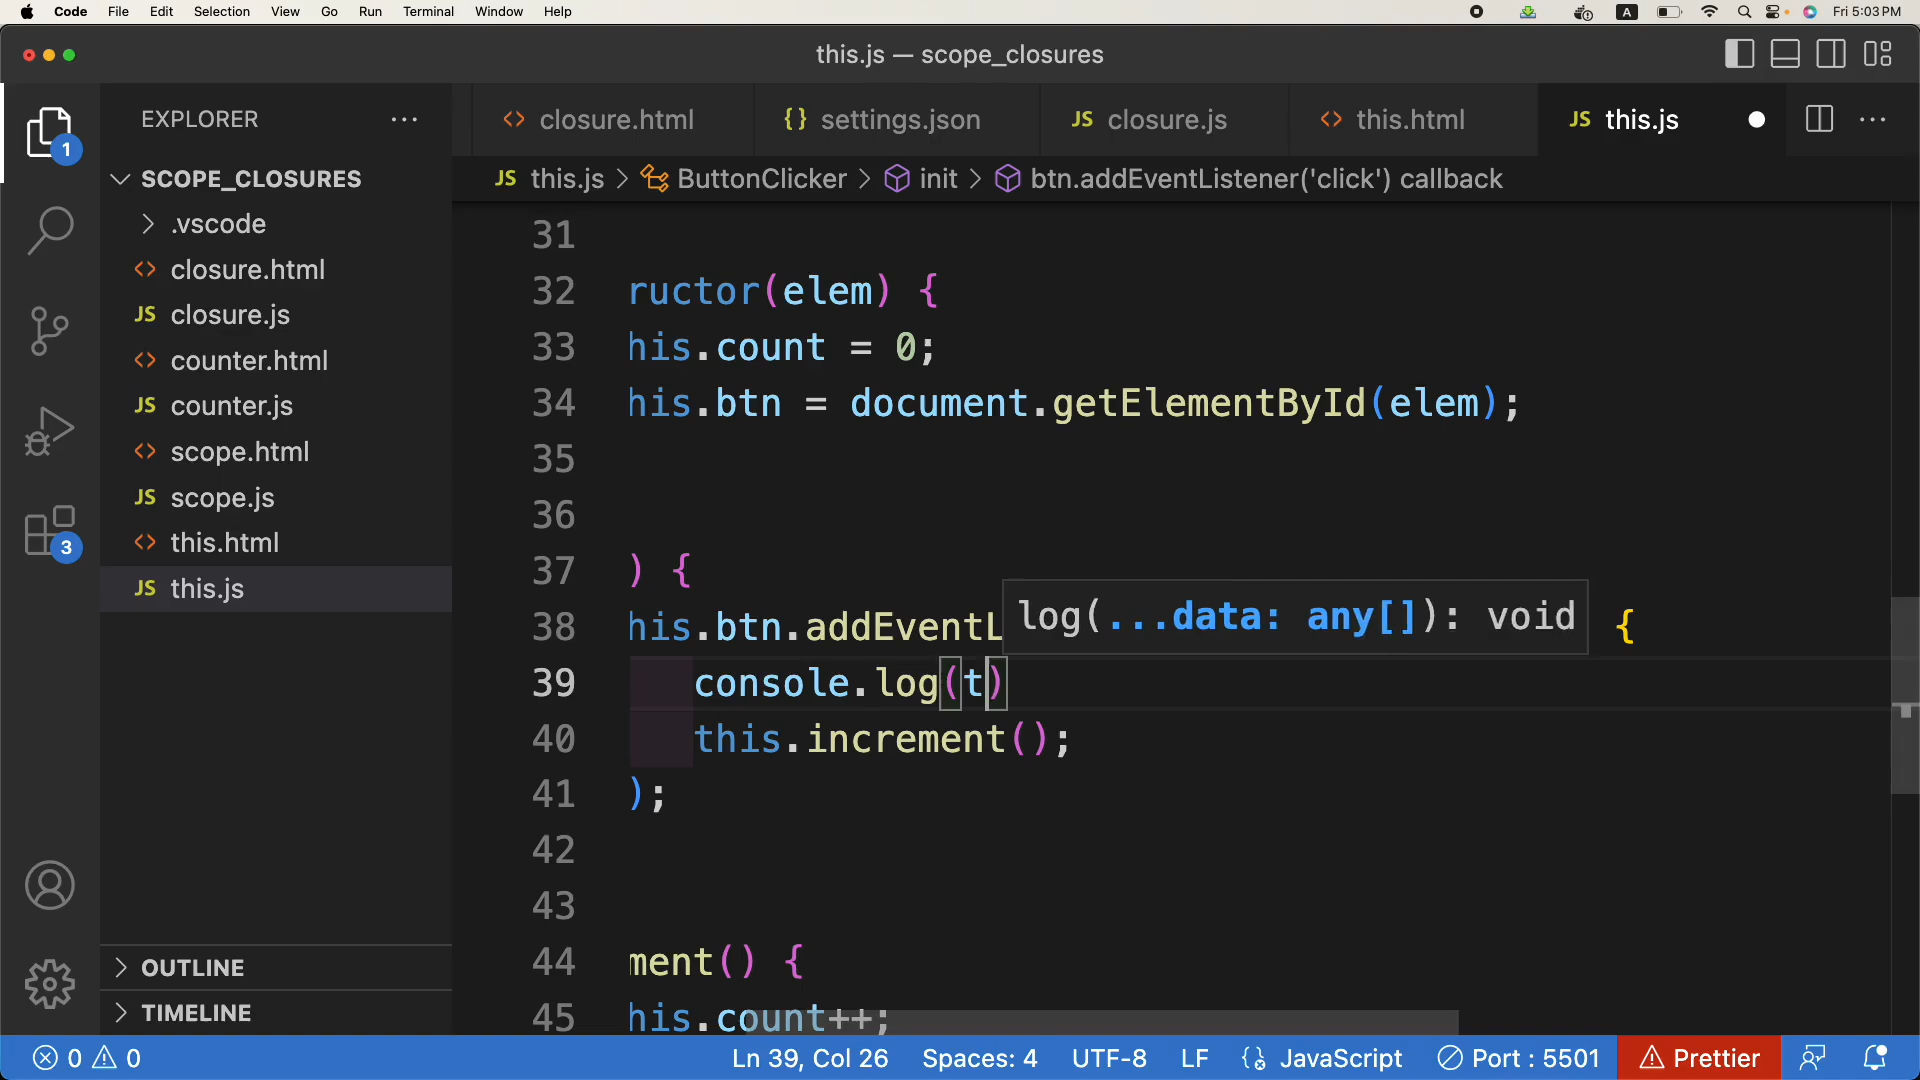 Code File Edit Selection View Go Run Terminal Window Help A Fri 5:03 PM
this.js — scope_closures
EXPLORER ···
<> closure.html {} settings.json JS closure.js <> this.html JS this.js ···
JS this.js > ButtonClicker > init > btn.addEventListener('click') callback
1
SCOPE_CLOSURES
.vscode
<> closure.html
JS closure.js
<> counter.html
JS counter.js
<> scope.html
JS scope.js
<> this.html
JS this.js
3
OUTLINE
TIMELINE
31
32 ructor(elem) {
33 his.count = 0;
34 his.btn = document.getElementById(elem);
35
36
37 ) {
38 his.btn.addEventL {
log(...data: any[]): void
39 console.log(t)
40 this.increment();
41 );
42
43
44 ment() {
45 his.count++;
0 0 Ln 39, Col 26 Spaces: 4 UTF-8 LF JavaScript Port : 5501 Prettier